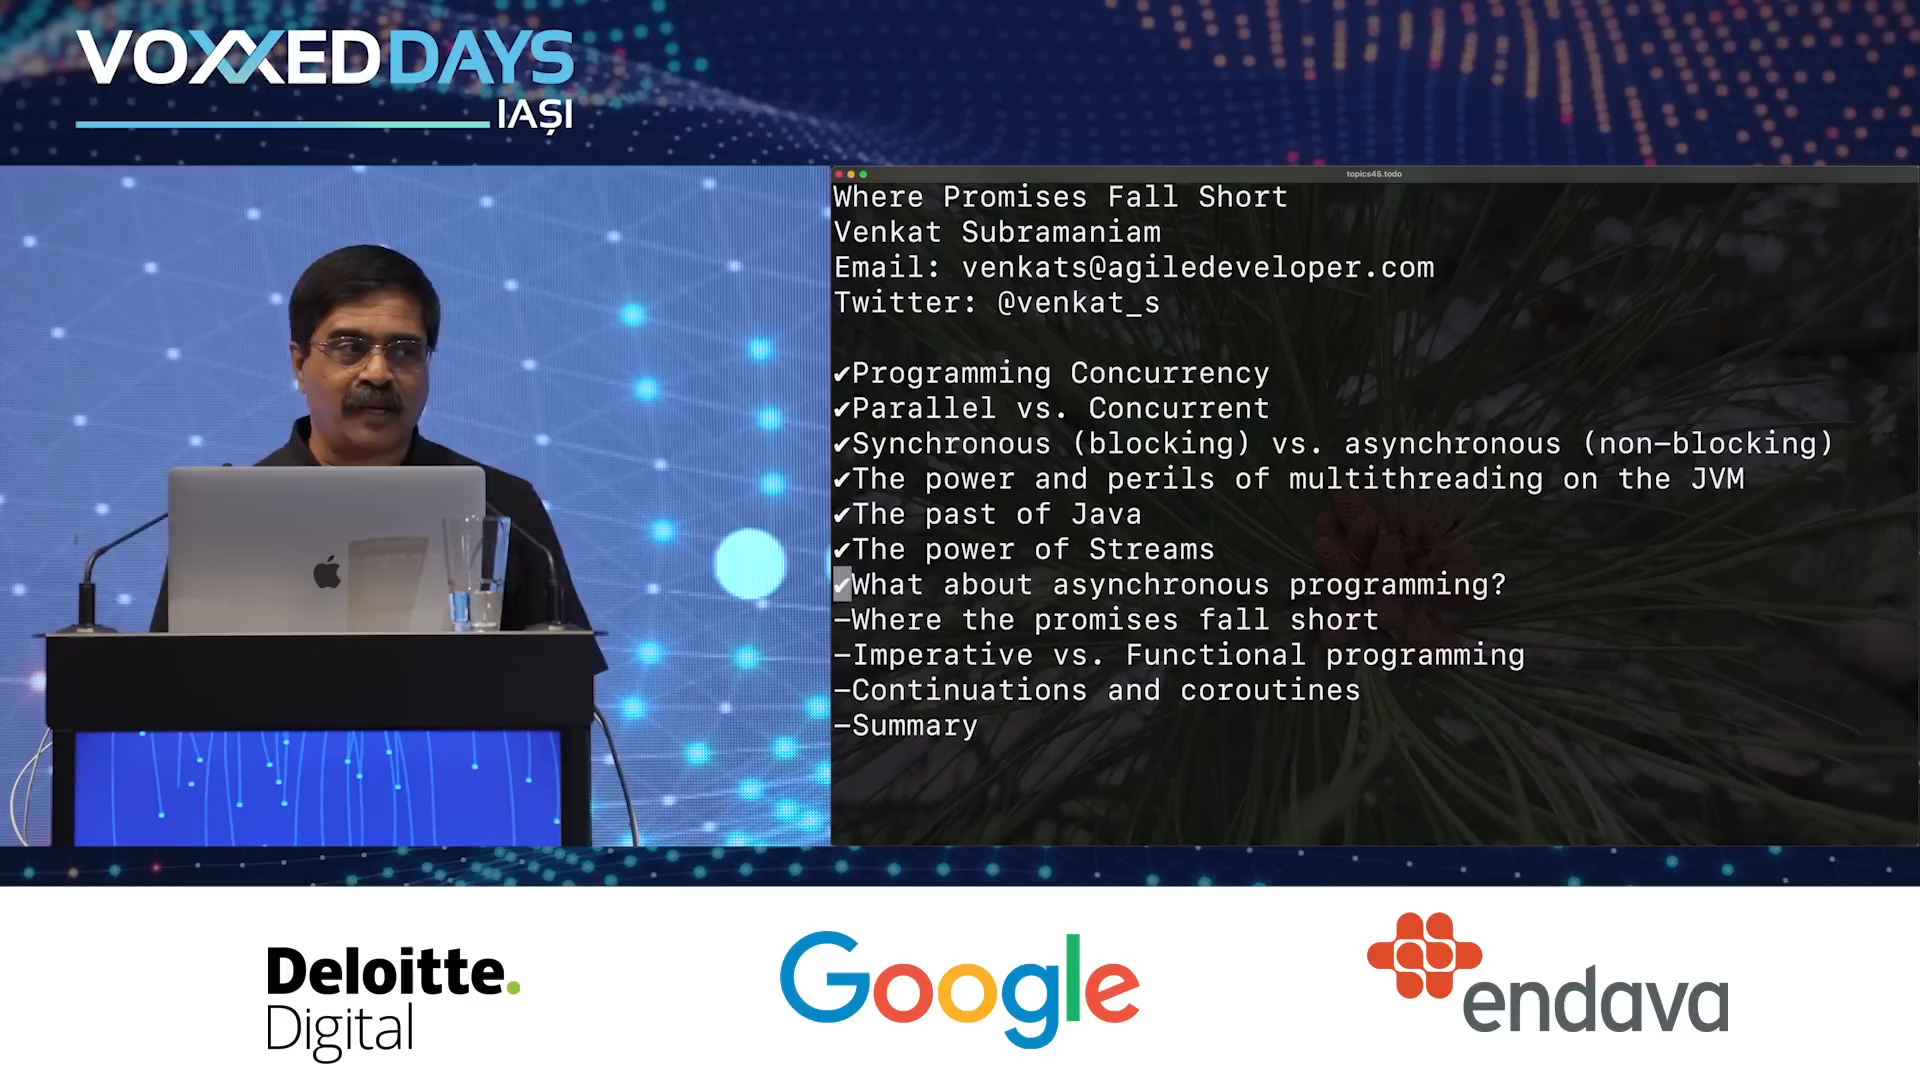 VOXXEDDAYS
IAȘI
topics45.todo
Where Promises Fall Short
Venkat Subramaniam
Email: venkats@agiledeveloper.com
Twitter: @venkat_s
✔Programming Concurrency
✔Parallel vs. Concurrent
✔Synchronous (blocking) vs. asynchronous (non-blocking)
✔The power and perils of multithreading on the JVM
✔The past of Java
✔The power of Streams
✔What about asynchronous programming?
-Where the promises fall short
-Imperative vs. Functional programming
-Continuations and coroutines
-Summary
Deloitte.
Digital
Google
endava